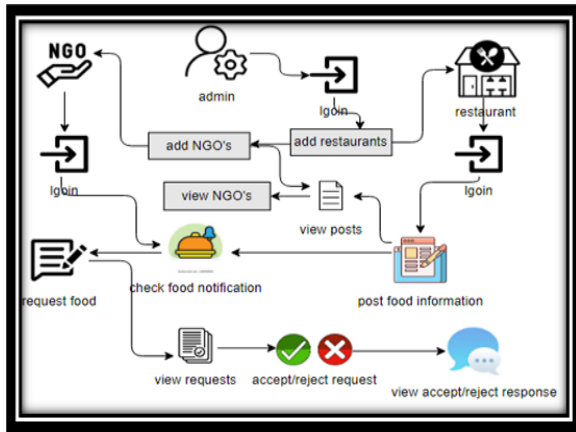 NGO
admin
lgoin
restaurant
add NGO's
add restaurants
lgoin
lgoin
view NGO's
view posts
request food
check food notification
post food information
view requests
accept/reject request
view accept/reject response